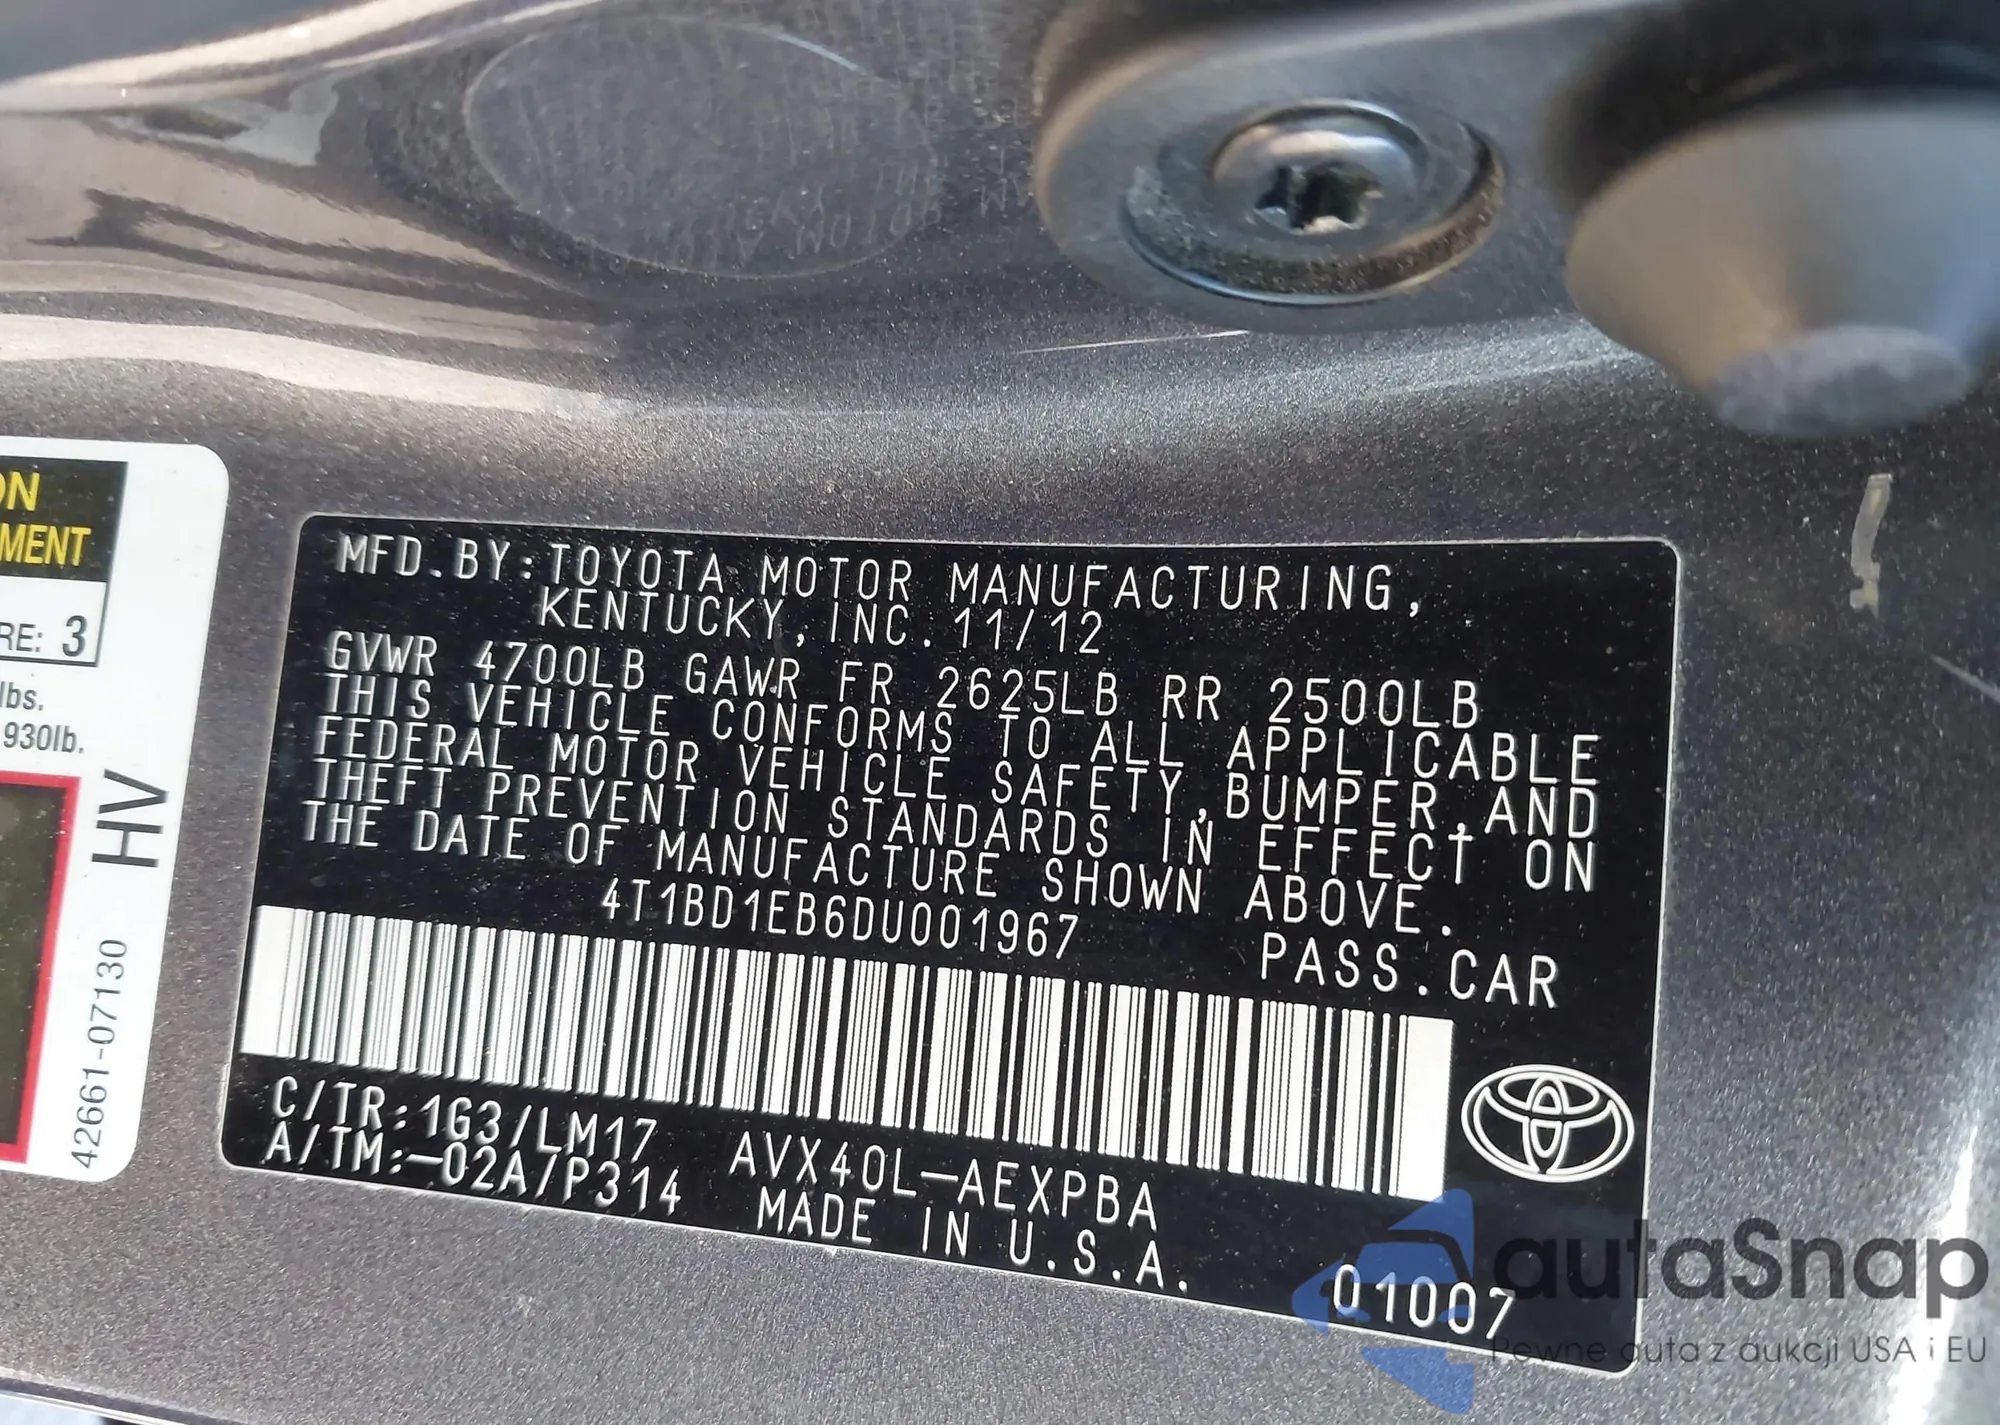 ON
MENT
RE: 3
lbs.
930lb.
HV
42661-07130
MFD.BY:TOYOTA MOTOR MANUFACTURING,
KENTUCKY,INC.11/12
GVWR 4700LB GAWR FR 2625LB RR 2500LB
THIS VEHICLE CONFORMS TO ALL APPLICABLE
FEDERAL MOTOR VEHICLE SAFETY,BUMPER,AND
THEFT PREVENTION STANDARDS IN EFFECT ON
THE DATE OF MANUFACTURE SHOWN ABOVE.
4T1BD1EB6DU001967
PASS.CAR
C/TR:1G3/LM17 AVX40L-AEXPBA
A/TM:-02A/P314 MADE IN U.S.A.
01007
autaSnap
Pewne auta z aukcji USA i EU